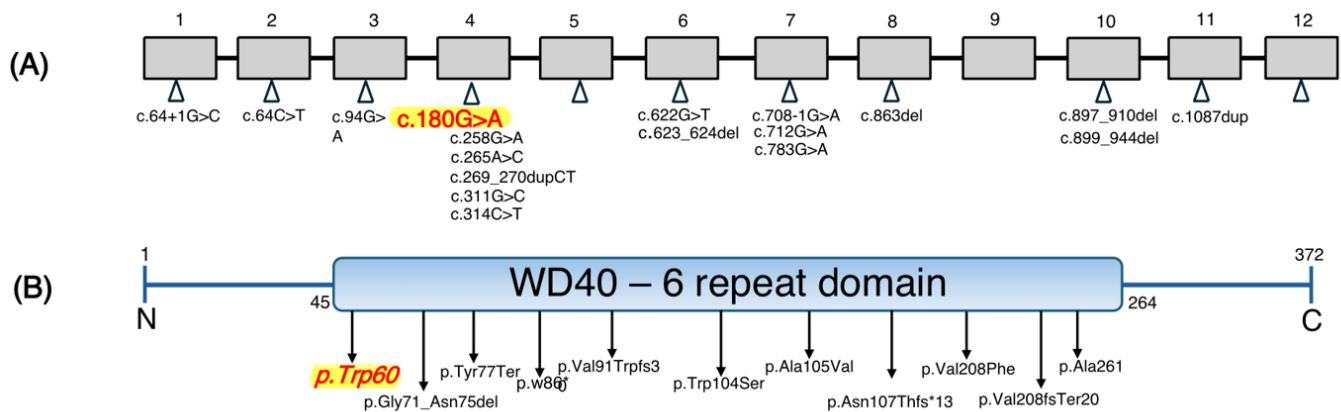 1 2 3 4 5 6 7 8 9 10 11 12
(A)
c.64+1G>C
c.64C>T
c.94G>
A
c.180G>A
c.258G>A
c.265A>C
c.269_270dupCT
c.311G>C
c.314C>T
c.622G>T
c.623_624del
c.708-1G>A
c.712G>A
c.783G>A
c.863del
c.897_910del
c.899_944del
c.1087dup
(B)
1
372
WD40 – 6 repeat domain
45
264
N
C
p.Trp60
p.Gly71_Asn75del
p.Tyr77Ter
p.w86*
0
p.Val91Trpfs3
p.Trp104Ser
p.Ala105Val
p.Asn107Thfs*13
p.Val208Phe
p.Val208fsTer20
p.Ala261